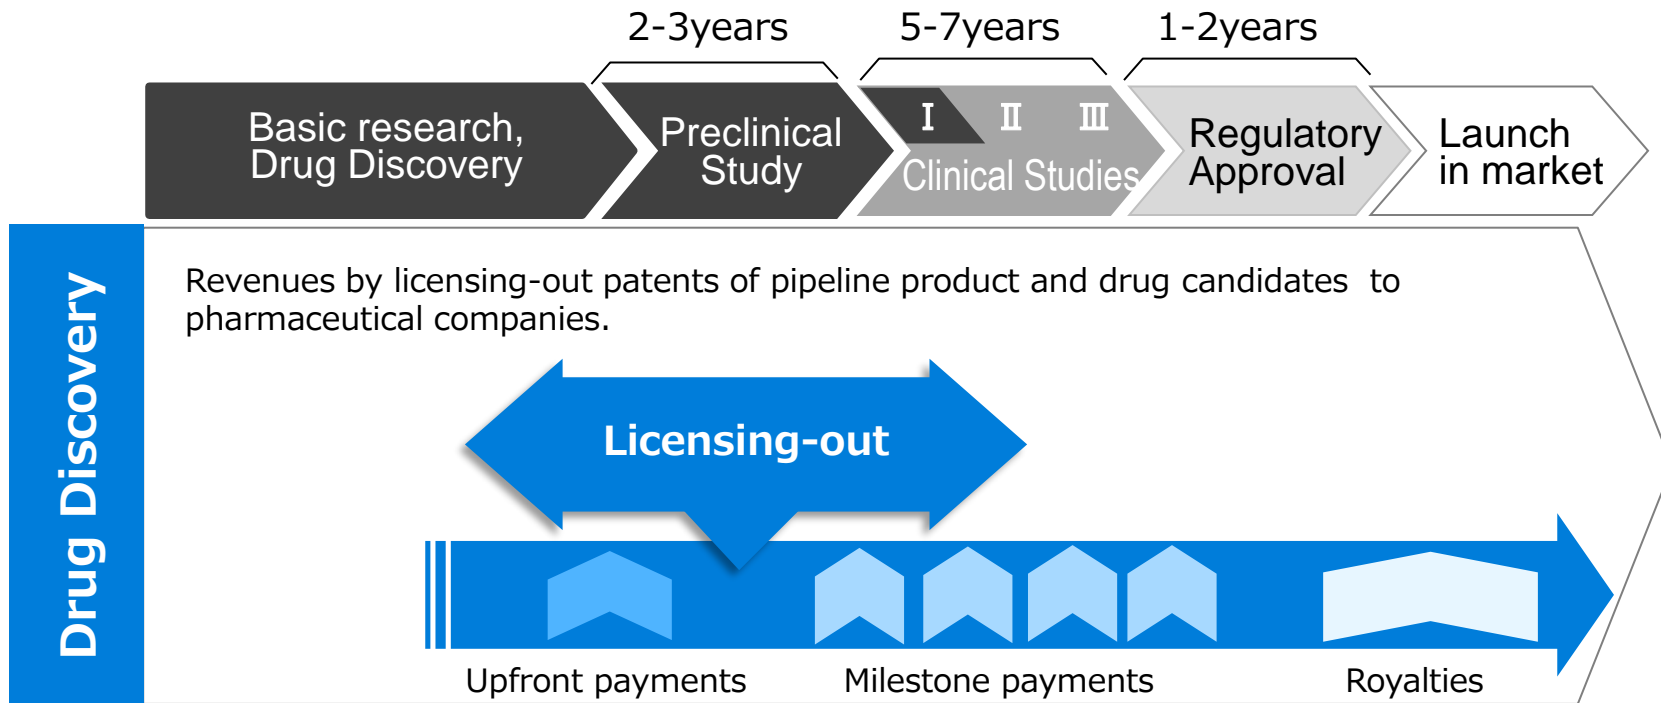 2-3years
5-7years
1-2years
Basic research,
Drug Discovery
Preclinical
Study
Ⅰ Ⅱ Ⅲ
Clinical Studies
Regulatory
Approval
Launch
in market
Drug Discovery
Revenues by licensing-out patents of pipeline product and drug candidates to
pharmaceutical companies.
Licensing-out
Upfront payments
Milestone payments
Royalties